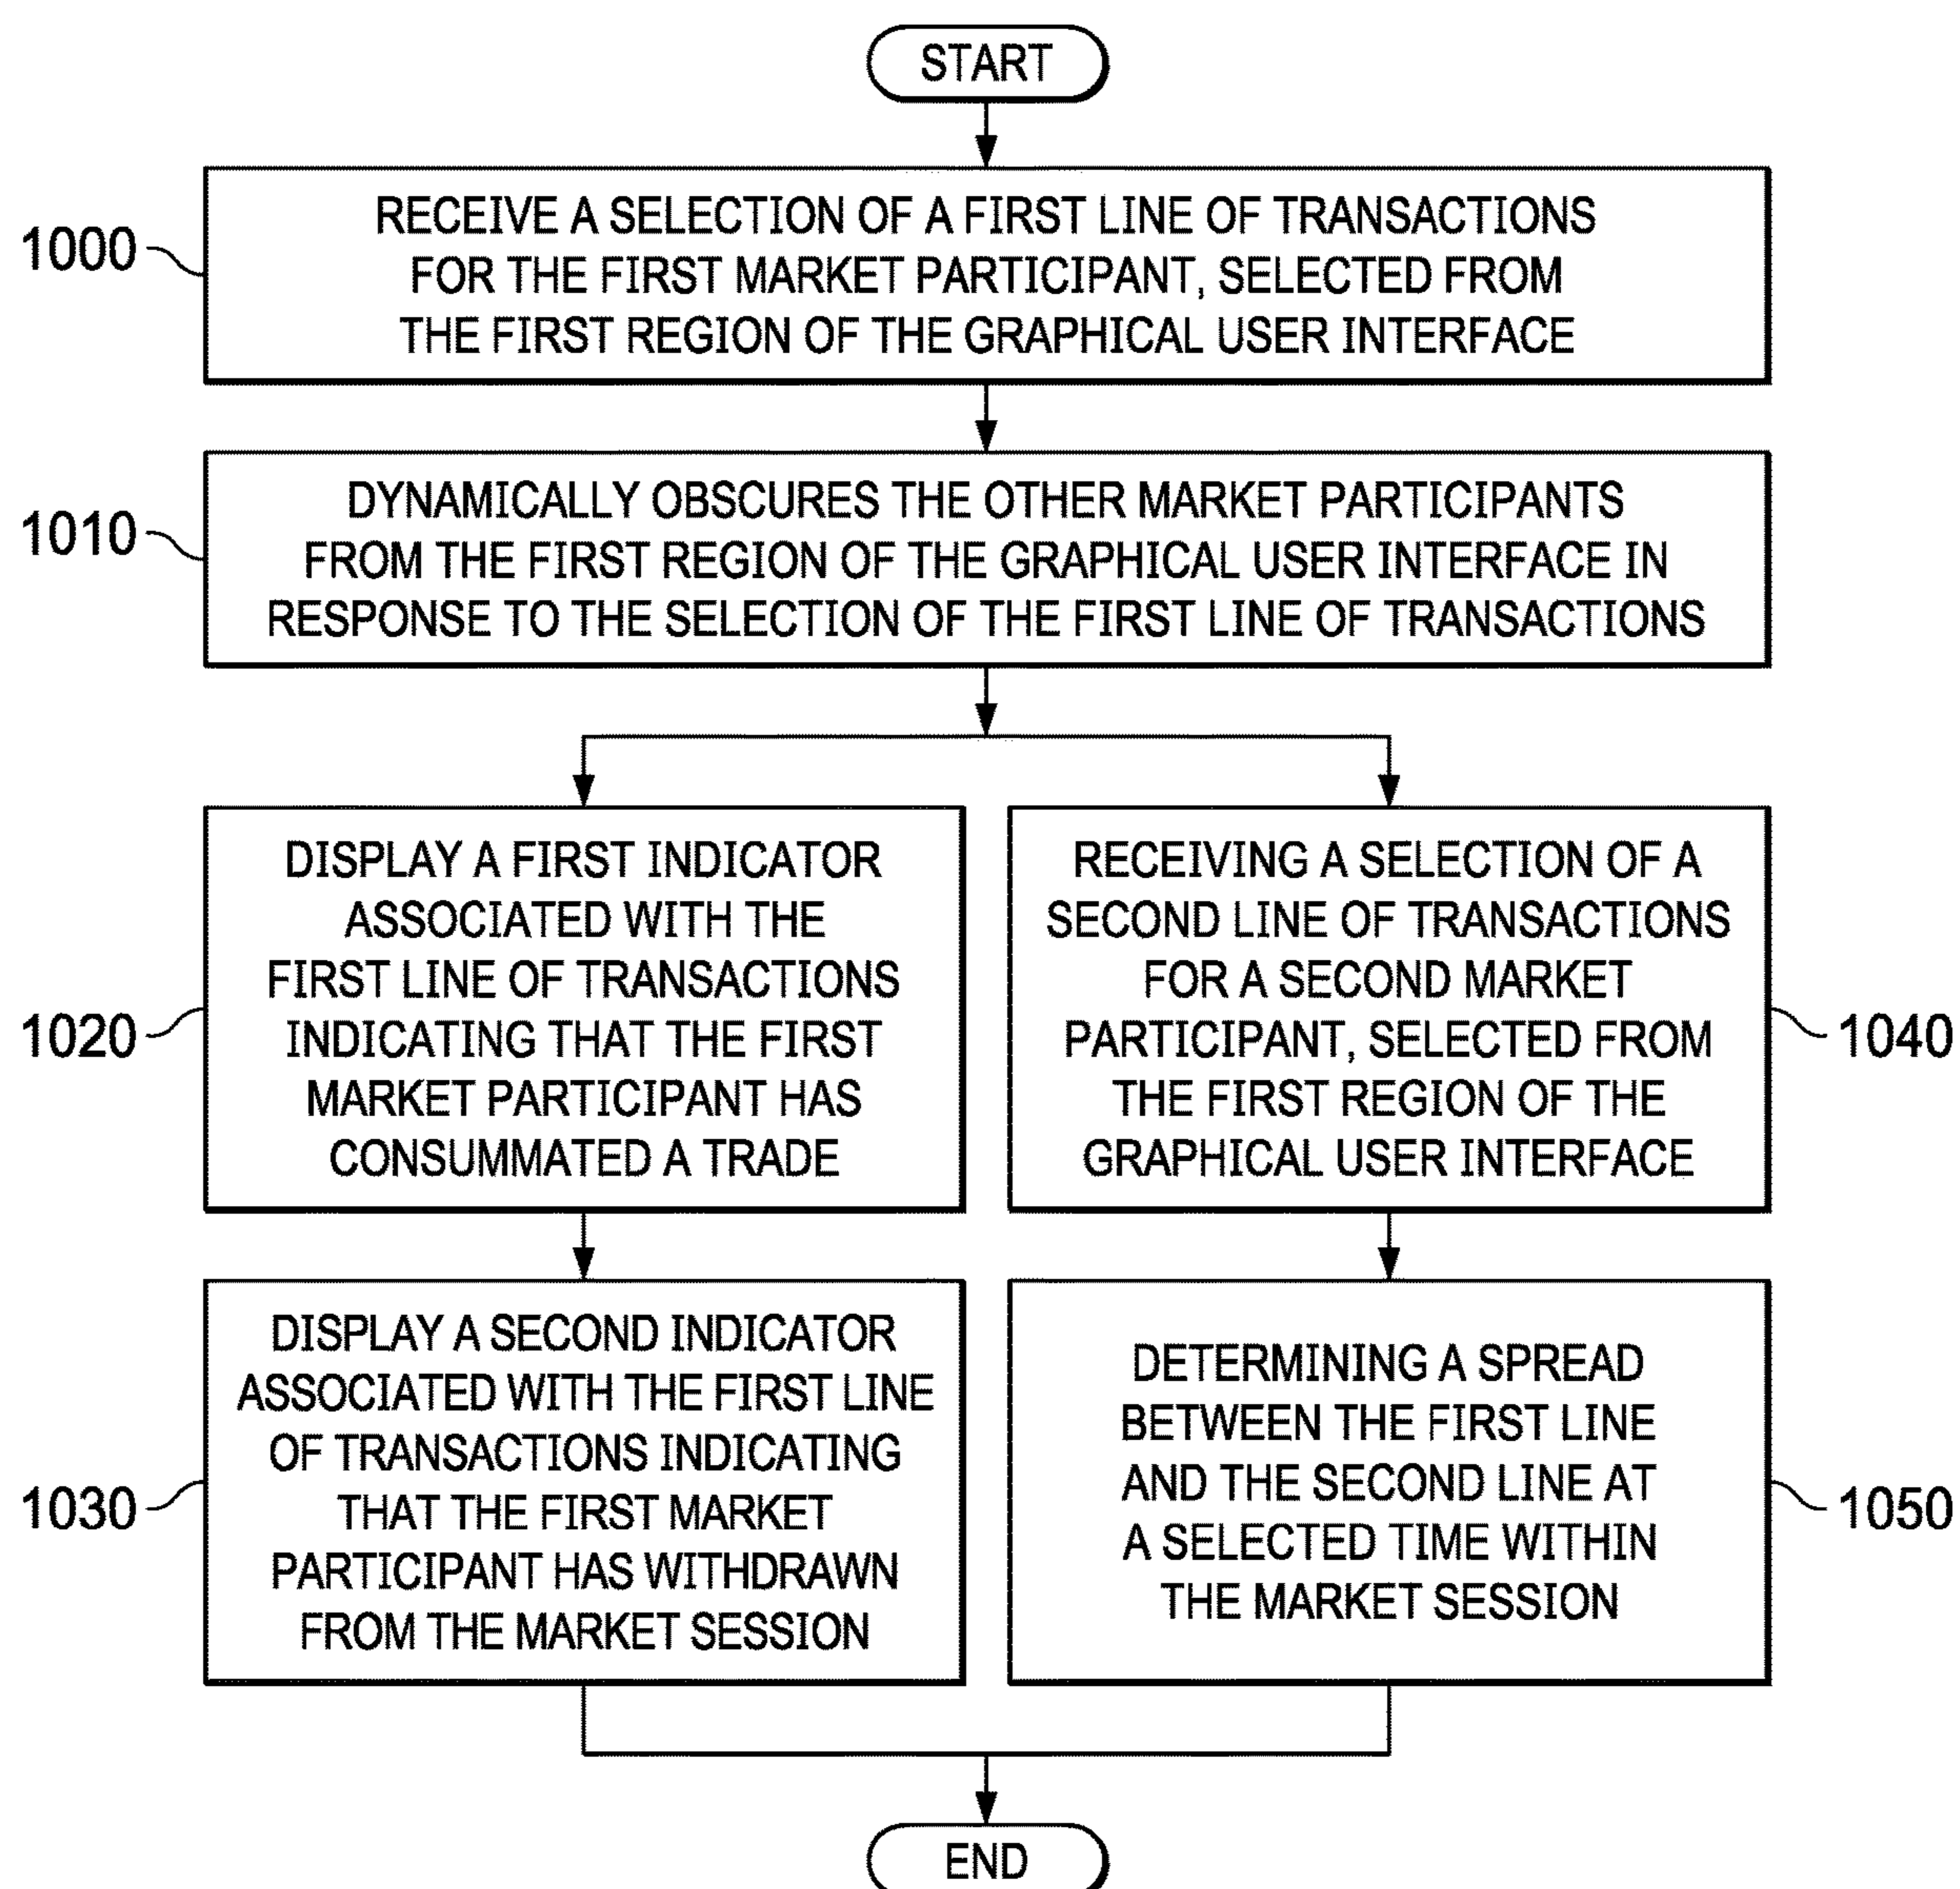 START
1000
RECEIVE A SELECTION OF A FIRST LINE OF TRANSACTIONS
FOR THE FIRST MARKET PARTICIPANT, SELECTED FROM
THE FIRST REGION OF THE GRAPHICAL USER INTERFACE
1010
DYNAMICALLY OBSCURES THE OTHER MARKET PARTICIPANTS
FROM THE FIRST REGION OF THE GRAPHICAL USER INTERFACE IN
RESPONSE TO THE SELECTION OF THE FIRST LINE OF TRANSACTIONS
1020
DISPLAY A FIRST INDICATOR
ASSOCIATED WITH THE
FIRST LINE OF TRANSACTIONS
INDICATING THAT THE FIRST
MARKET PARTICIPANT HAS
CONSUMMATED A TRADE
RECEIVING A SELECTION OF A
SECOND LINE OF TRANSACTIONS
FOR A SECOND MARKET
PARTICIPANT, SELECTED FROM
THE FIRST REGION OF THE
GRAPHICAL USER INTERFACE
1040
1030
DISPLAY A SECOND INDICATOR
ASSOCIATED WITH THE FIRST LINE
OF TRANSACTIONS INDICATING
THAT THE FIRST MARKET
PARTICIPANT HAS WITHDRAWN
FROM THE MARKET SESSION
DETERMINING A SPREAD
BETWEEN THE FIRST LINE
AND THE SECOND LINE AT
A SELECTED TIME WITHIN
THE MARKET SESSION
1050
END